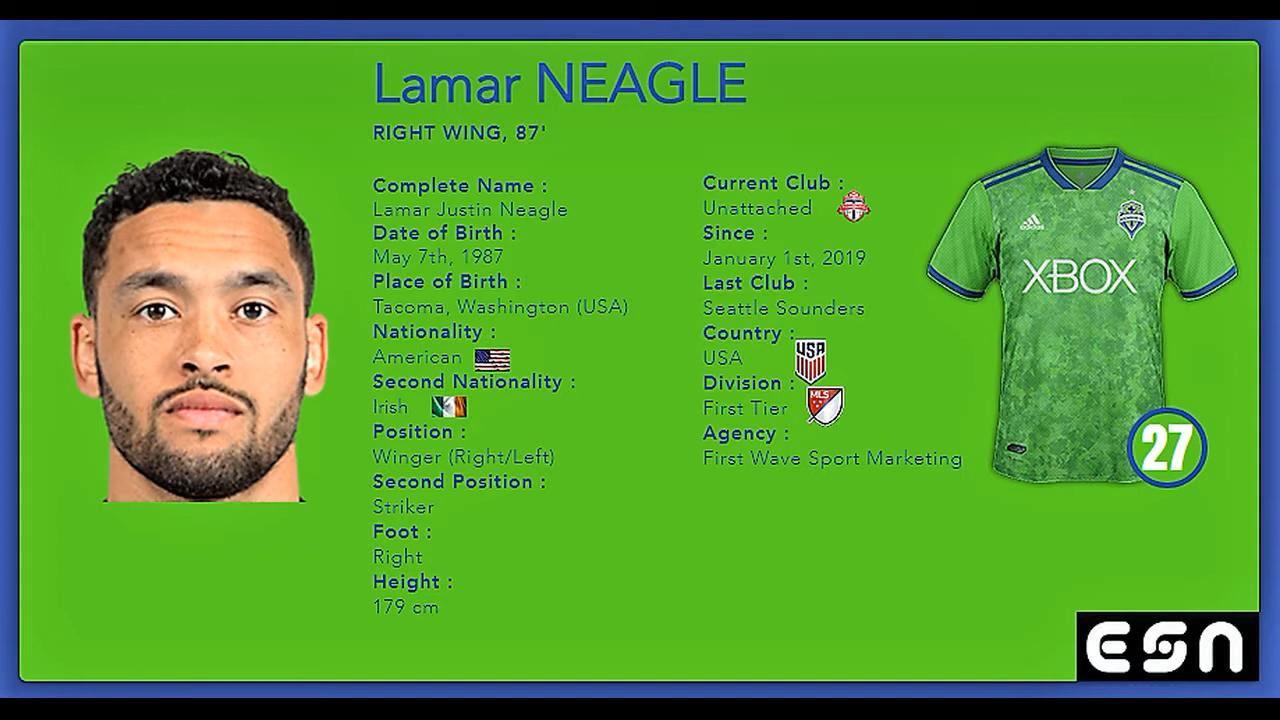 Lamar NEAGLE
RIGHT WING, 87'
Complete Name :
Lamar Justin Neagle
Date of Birth :
May 7th, 1987
Place of Birth :
Tacoma, Washington (USA)
Nationality :
American
Second Nationality :
Irish
Position :
Winger (Right/Left)
Second Position :
Striker
Foot :
Right
Height :
179 cm
Current Club :
Unattached
Since :
January 1st, 2019
Last Club :
Seattle Sounders
Country :
USA
USA
Division :
First Tier
MLS
Agency :
First Wave Sport Marketing
adidas
XBOX
27
ESN